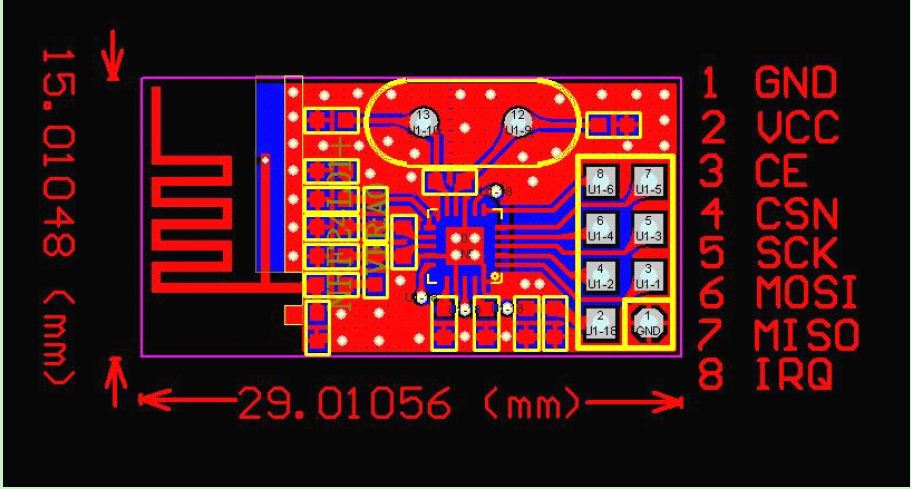 15.01048 (mm)
29.01056 (mm)
1 GND
2 VCC
3 CE
4 CSN
5 SCK
6 MOSI
7 MISO
8 IRQ
13
U1-10
12
U1-9
8
U1-6
7
U1-5
6
U1-4
5
U1-3
4
U1-2
3
U1-1
2
U1-18
1
GND